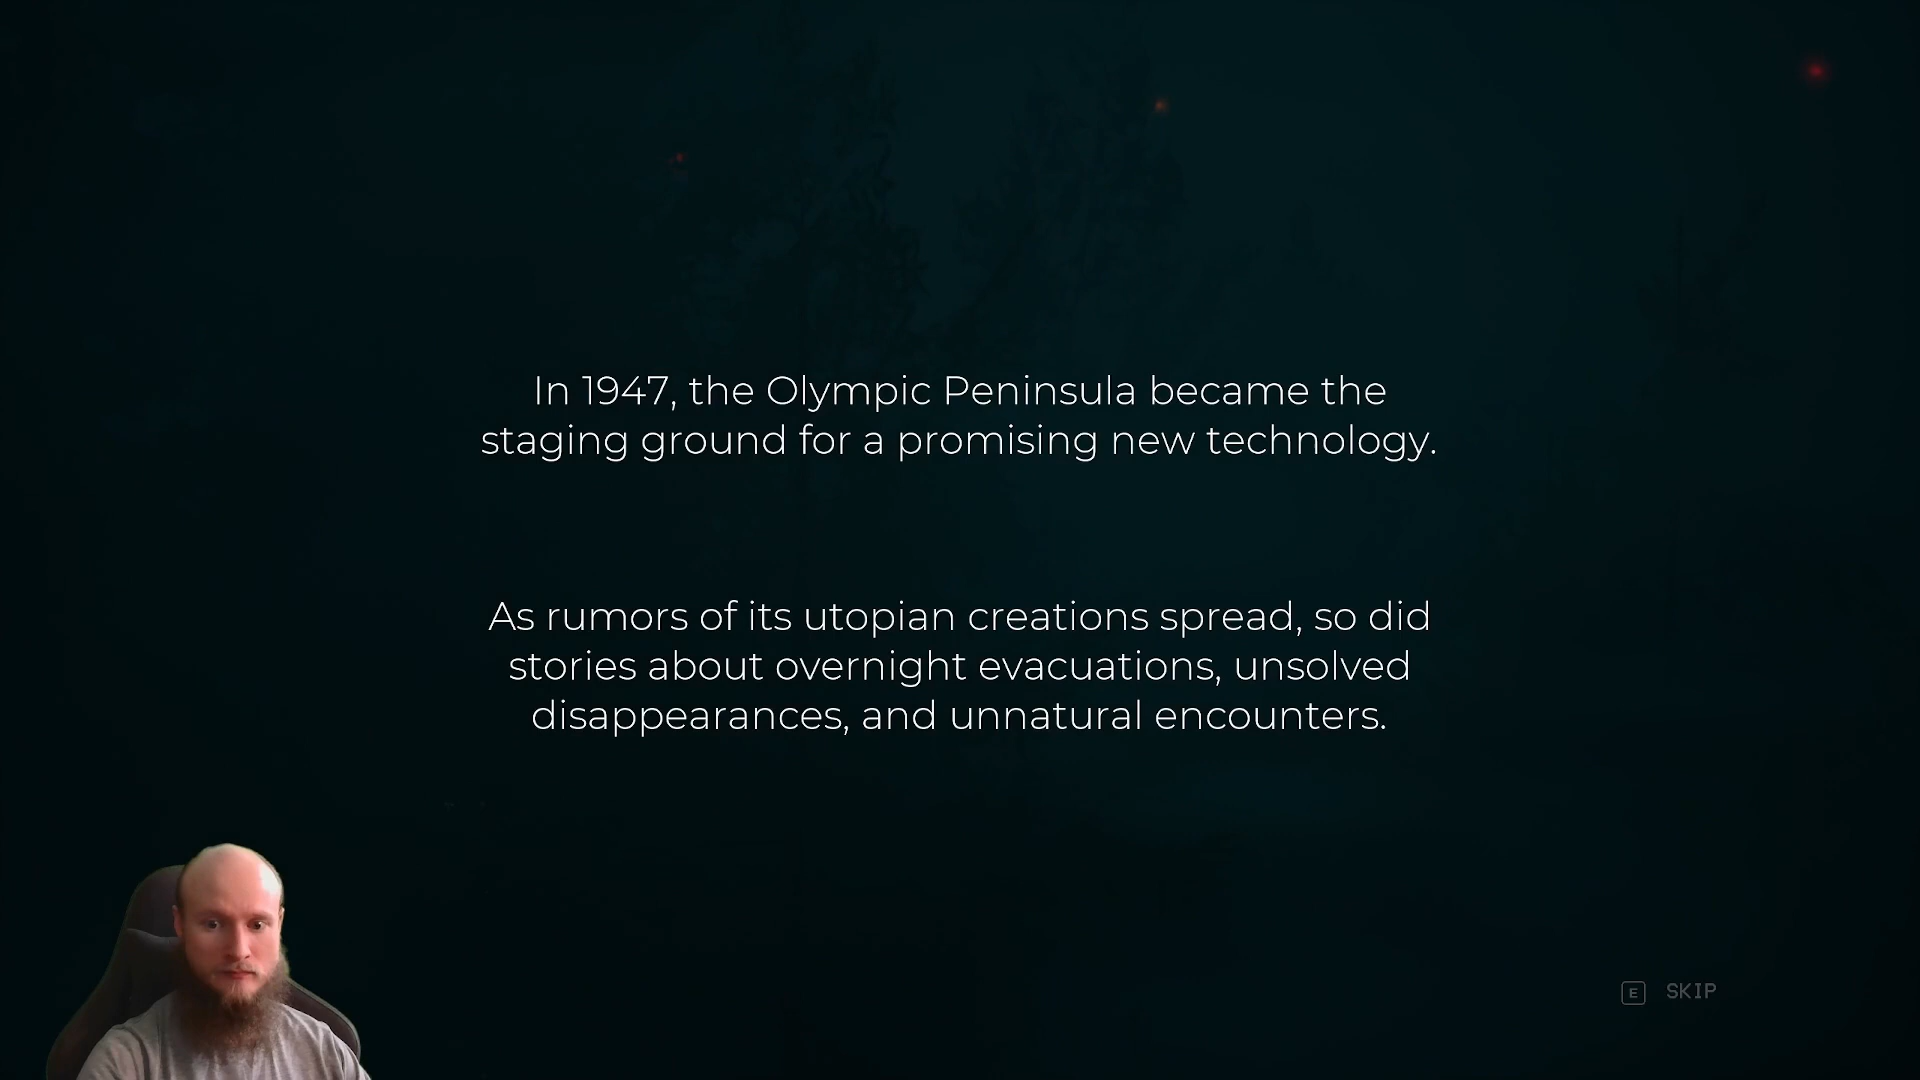 In 1947, the Olympic Peninsula became the
staging ground for a promising new technology.
As rumors of its utopian creations spread, so did
stories about overnight evacuations, unsolved
disappearances, and unnatural encounters.
E SKIP